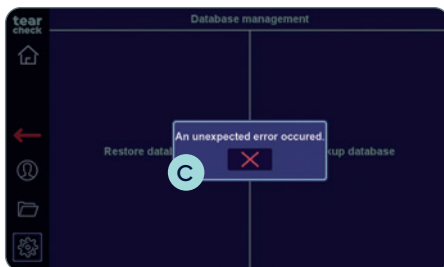 tear
check
Database management
An unexpected error occured.
Restore datal
kup database
C